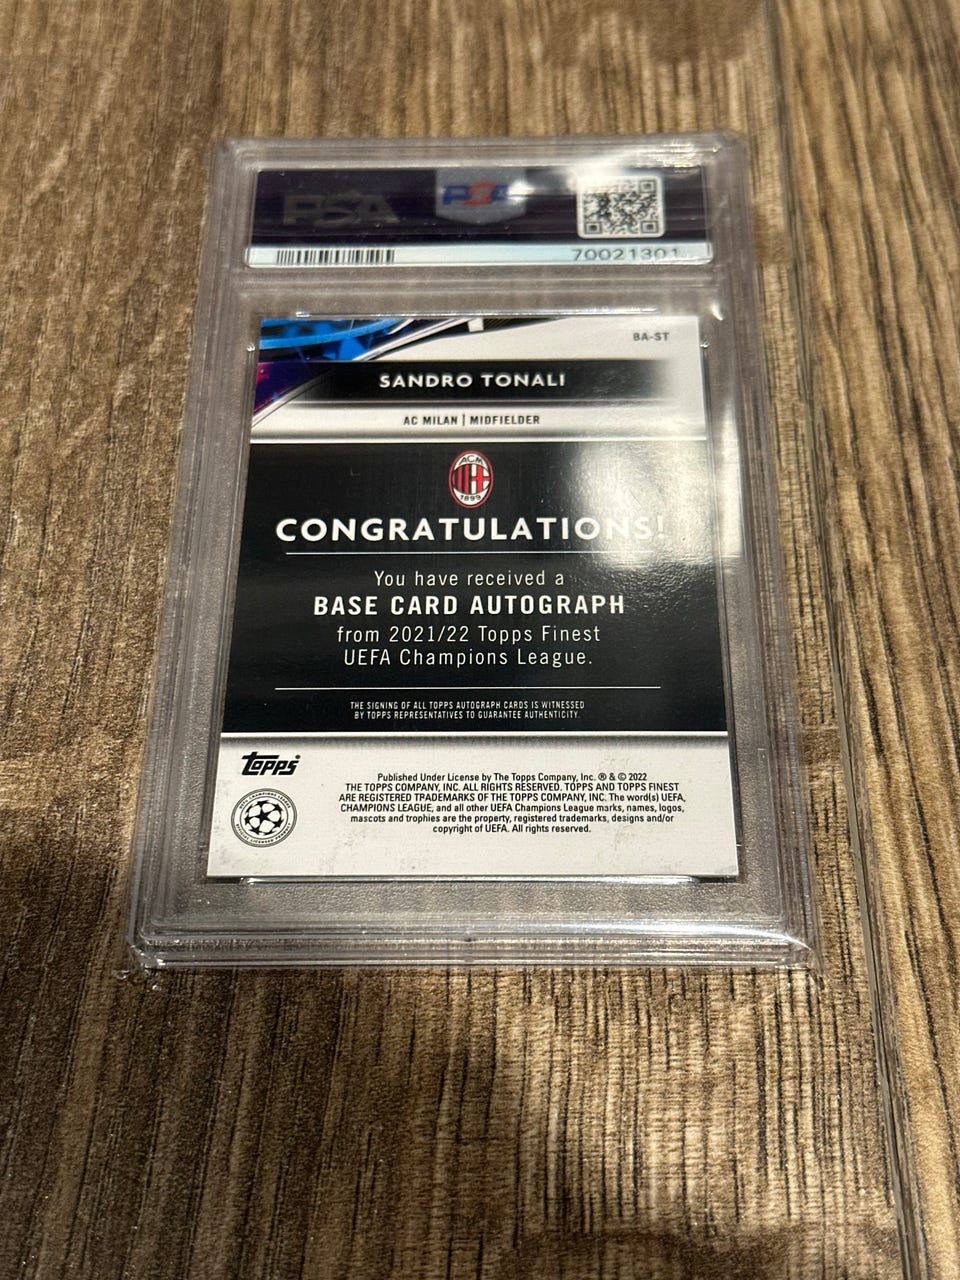 PSA
PSA
70021301
BA-ST
SANDRO TONALI
AC MILAN | MIDFIELDER
ACM
1899
CONGRATULATIONS!
You have received a
BASE CARD AUTOGRAPH
from 2021/22 Topps Finest
UEFA Champions League.
THE SIGNING OF ALL TOPPS AUTOGRAPH CARDS IS WITNESSED
BY TOPPS REPRESENTATIVES TO GUARANTEE AUTHENTICITY.
Topps
Published Under License by The Topps Company, Inc. ® & © 2022
THE TOPPS COMPANY, INC. ALL RIGHTS RESERVED. TOPPS AND TOPPS FINEST
ARE REGISTERED TRADEMARKS OF THE TOPPS COMPANY, INC. The word(s) UEFA,
CHAMPIONS LEAGUE, and all other UEFA Champions League marks, names, logos,
mascots and trophies are the property, registered trademarks, designs and/or
copyright of UEFA. All rights reserved.